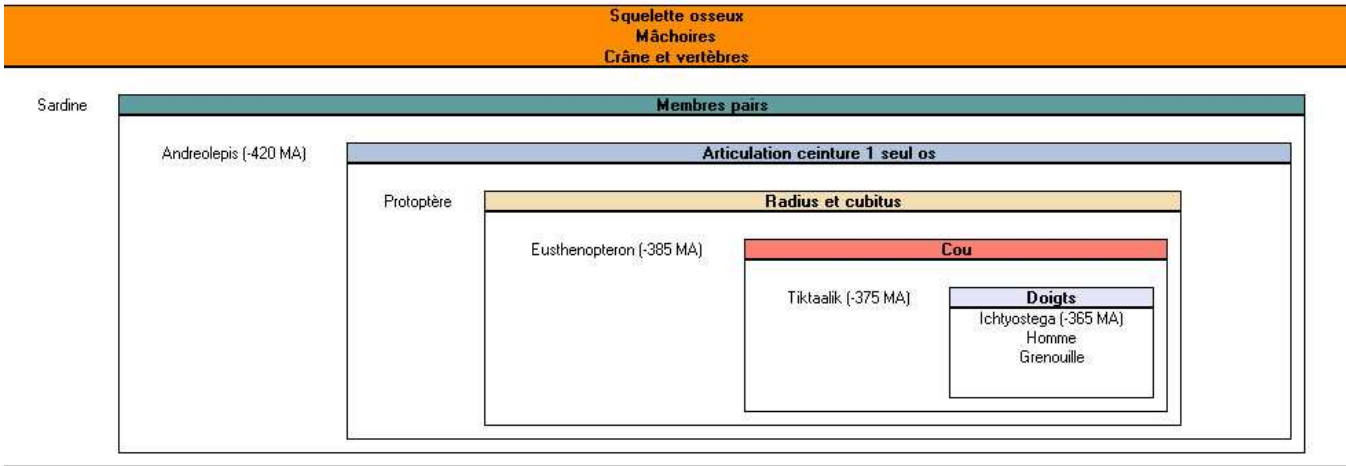 Squelette osseux
Mâchoires
Crâne et vertèbres
Sardine
Membres pairs
Andreolepis (-420 MA)
Articulation ceinture 1 seul os
Protoptère
Radius et cubitus
Eusthenopteron (-385 MA)
Cou
Tiktaalik (-375 MA)
Doigts
Ichtyostega (-365 MA)
Homme
Grenouille